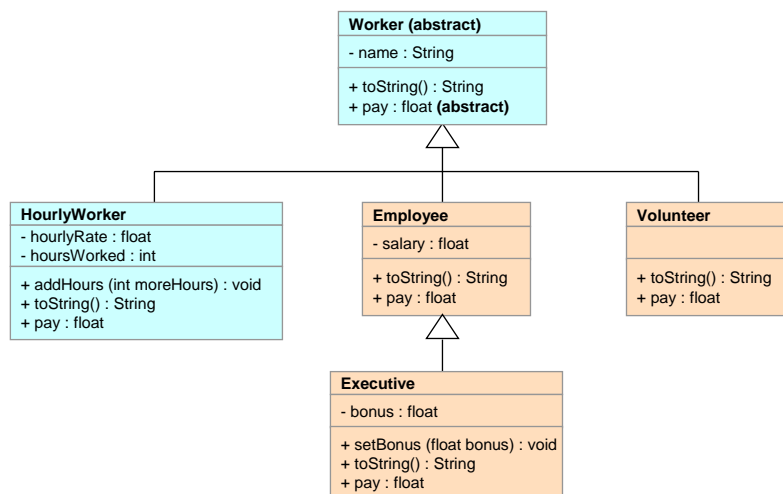 Worker (abstract)
- name : String
+ toString() : String
+ pay : float (abstract)
HourlyWorker
- hourlyRate : float
- hoursWorked : int
+ addHours (int moreHours) : void
+ toString() : String
+ pay : float
Employee
- salary : float
+ toString() : String
+ pay : float
Volunteer
+ toString() : String
+ pay : float
Executive
- bonus : float
+ setBonus (float bonus) : void
+ toString() : String
+ pay : float